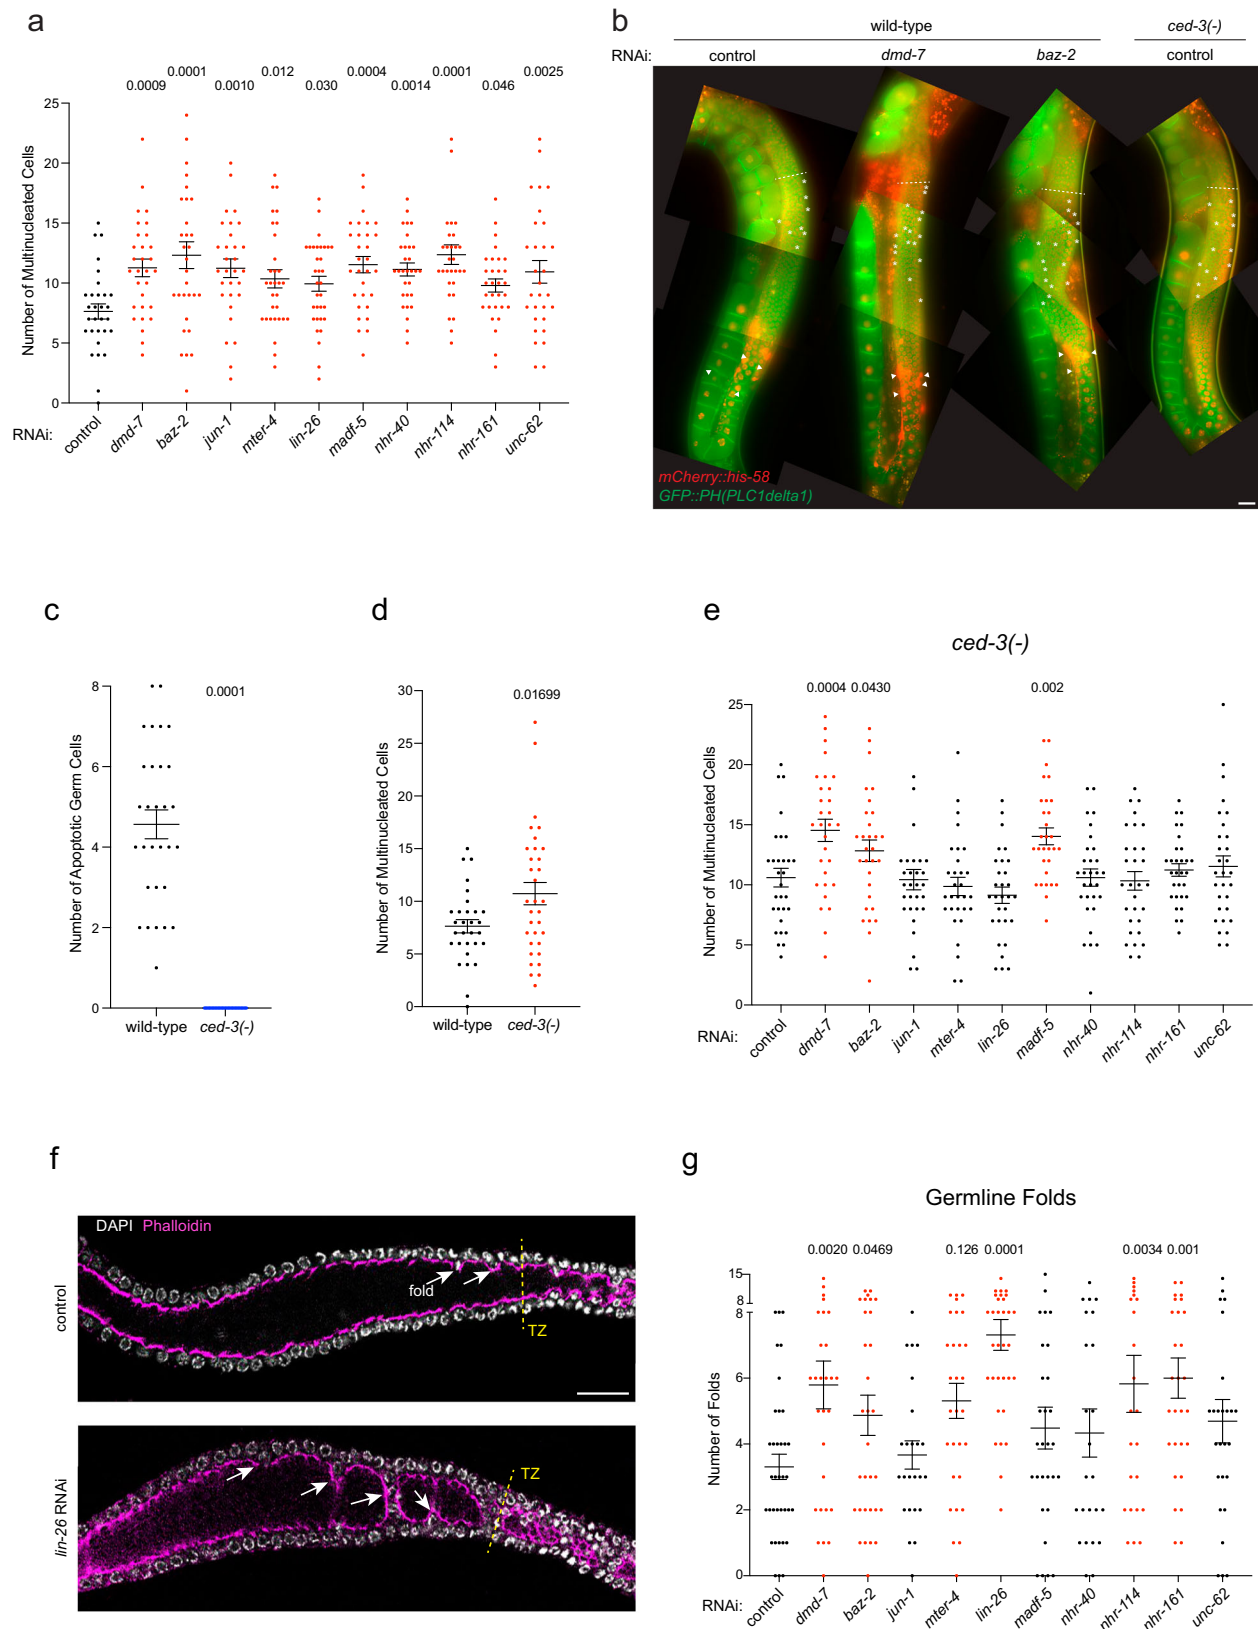 a
0.0009 0.0001 0.0010 0.012 0.030 0.0004 0.0014 0.0001 0.046 0.0025
Number of Multinucleated Cells
25
20
15
10
5
0
RNAi: control dmd-7 baz-2 jun-1 mter-4 lin-26 madf-5 nhr-40 nhr-114 nhr-161 unc-62
b
wild-type ced-3(-)
RNAi: control dmd-7 baz-2 control
mCherry::his-58
GFP::PH(PLC1delta1)
c
0.0001
Number of Apoptotic Germ Cells
8
6
4
2
0
wild-type ced-3(-)
d
0.01699
Number of Multinucleated Cells
30
25
20
15
10
5
0
wild-type ced-3(-)
e
ced-3(-)
0.0004 0.0430 0.002
Number of Multinucleated Cells
25
20
15
10
5
0
RNAi: control dmd-7 baz-2 jun-1 mter-4 lin-26 madf-5 nhr-40 nhr-114 nhr-161 unc-62
f
DAPI Phalloidin
control
fold
TZ
lin-26 RNAi
TZ
g
Germline Folds
0.0020 0.0469 0.126 0.0001 0.0034 0.001
Number of Folds
15
8
8
6
4
2
0
RNAi: control dmd-7 baz-2 jun-1 mter-4 lin-26 madf-5 nhr-40 nhr-114 nhr-161 unc-62